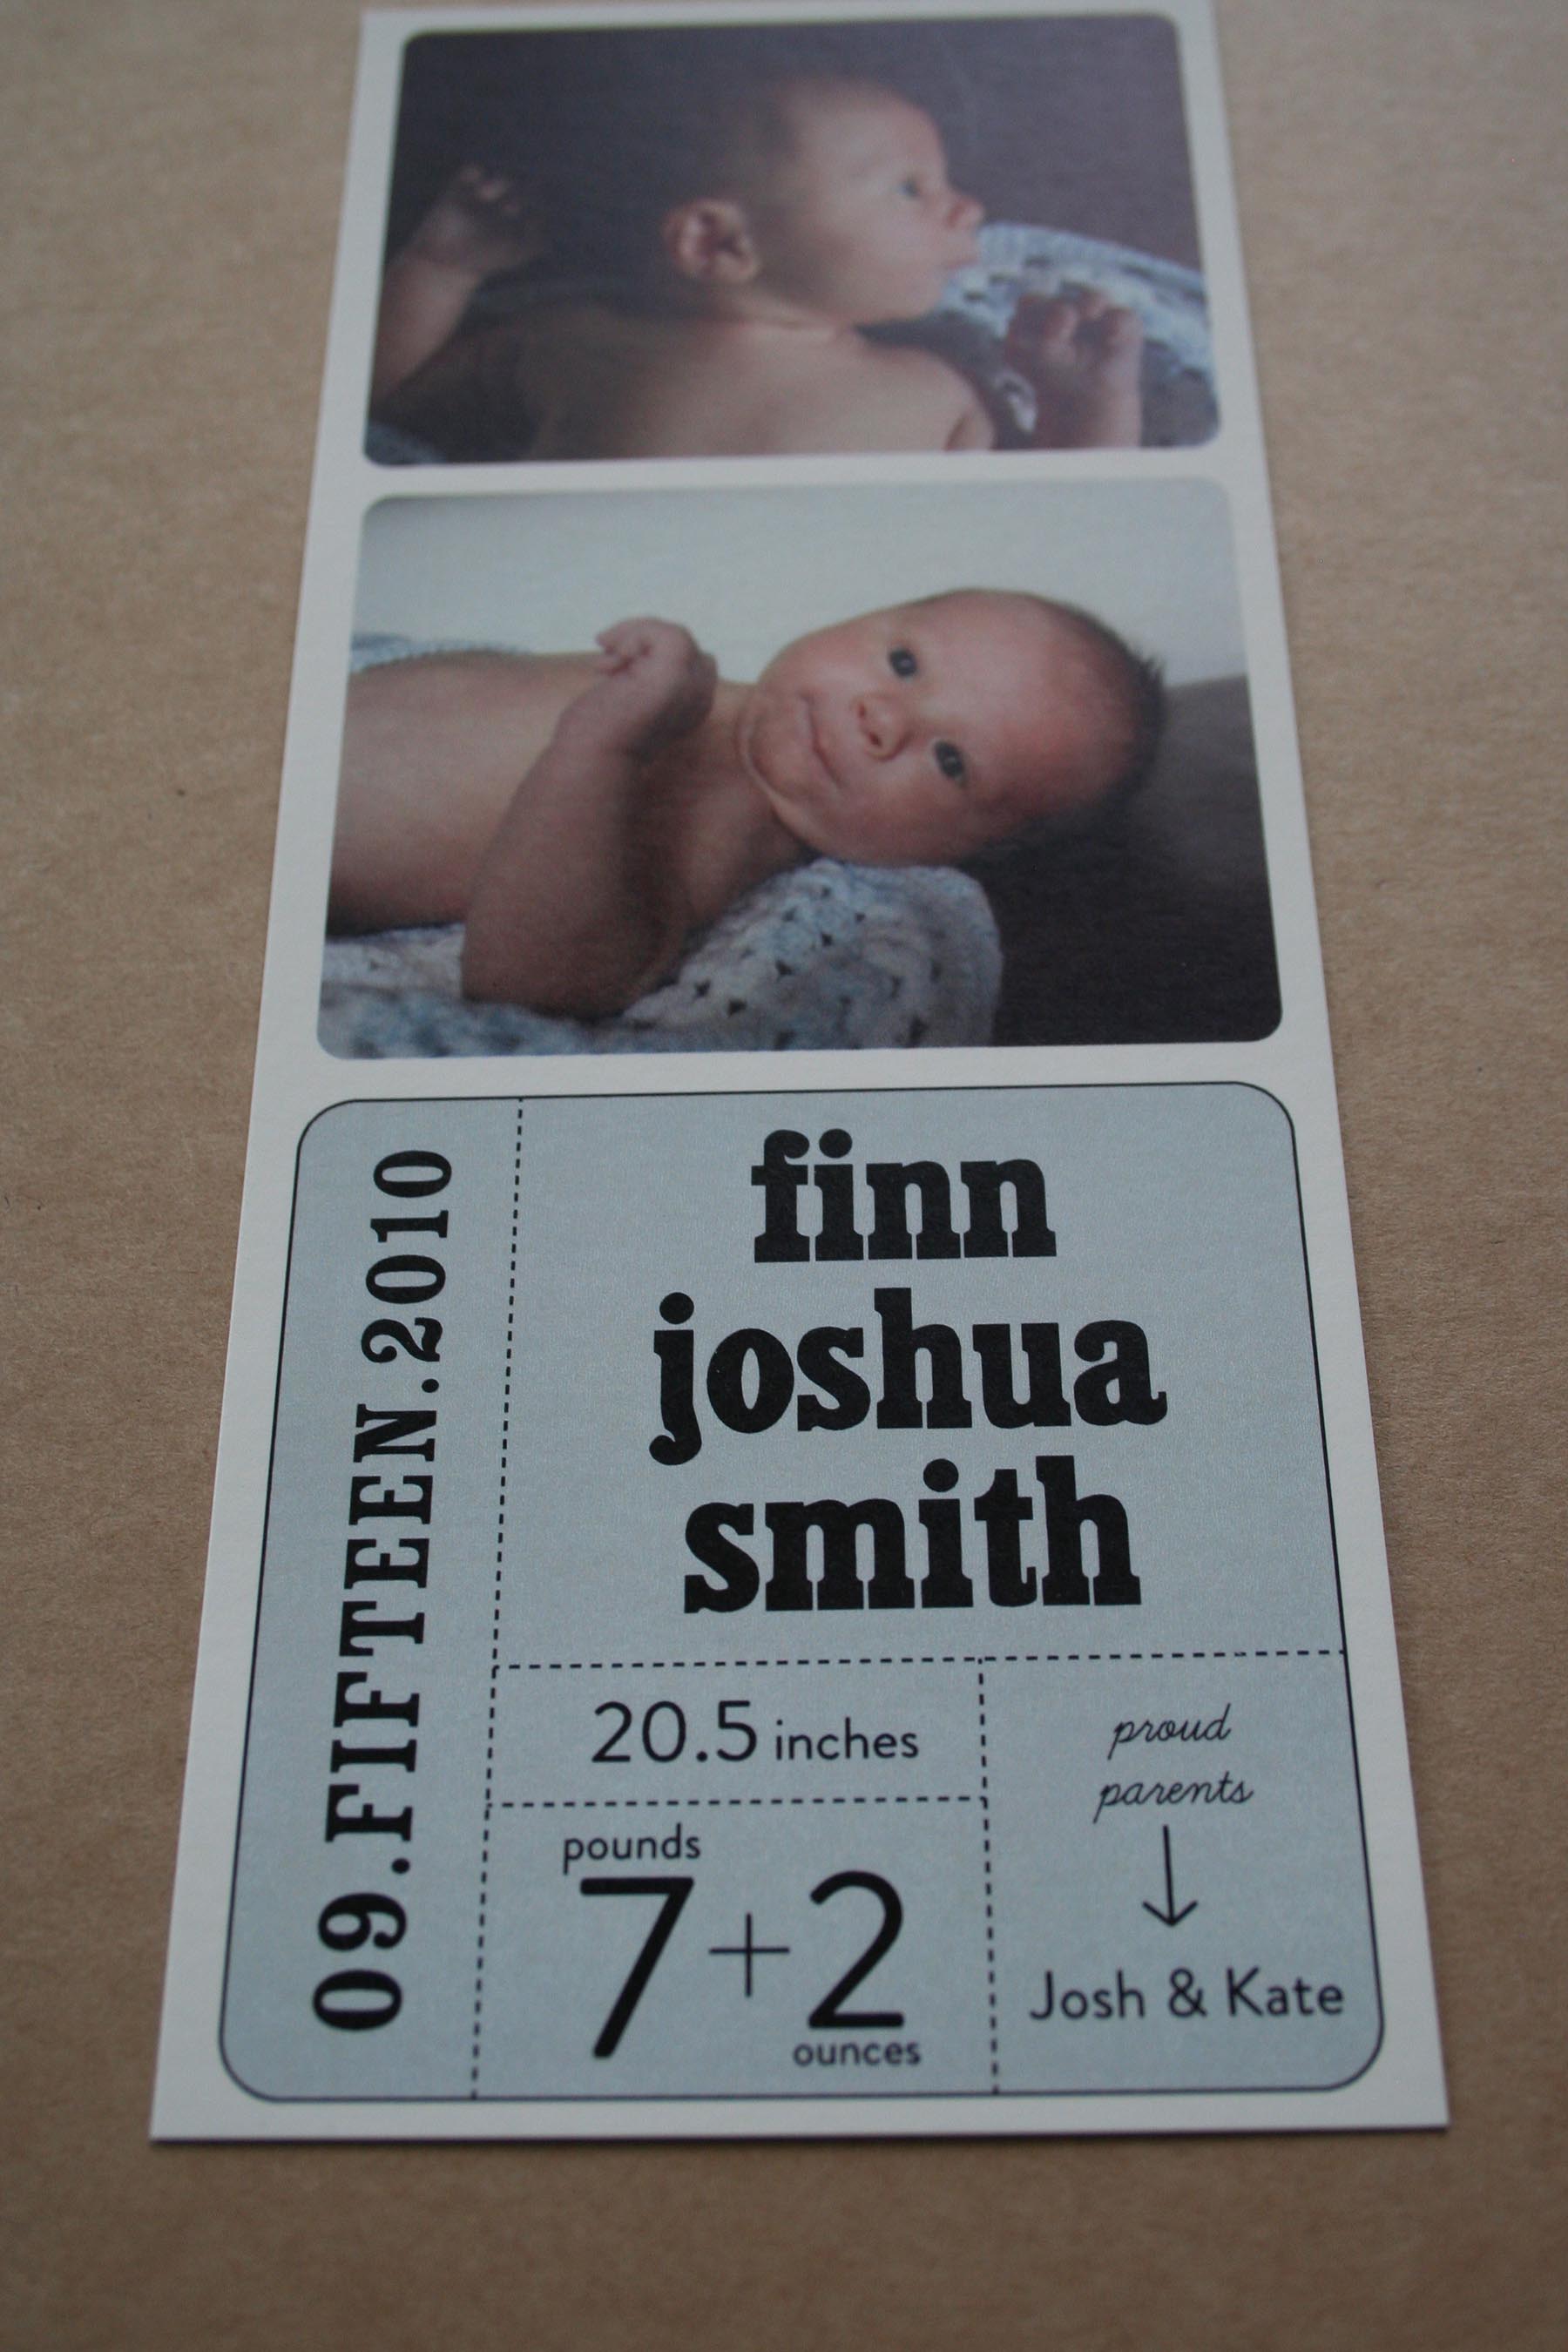 09.FIFTEEN.2010
finn
joshua
smith
20.5 inches
pounds
7+2
ounces
proud
parents
Josh & Kate